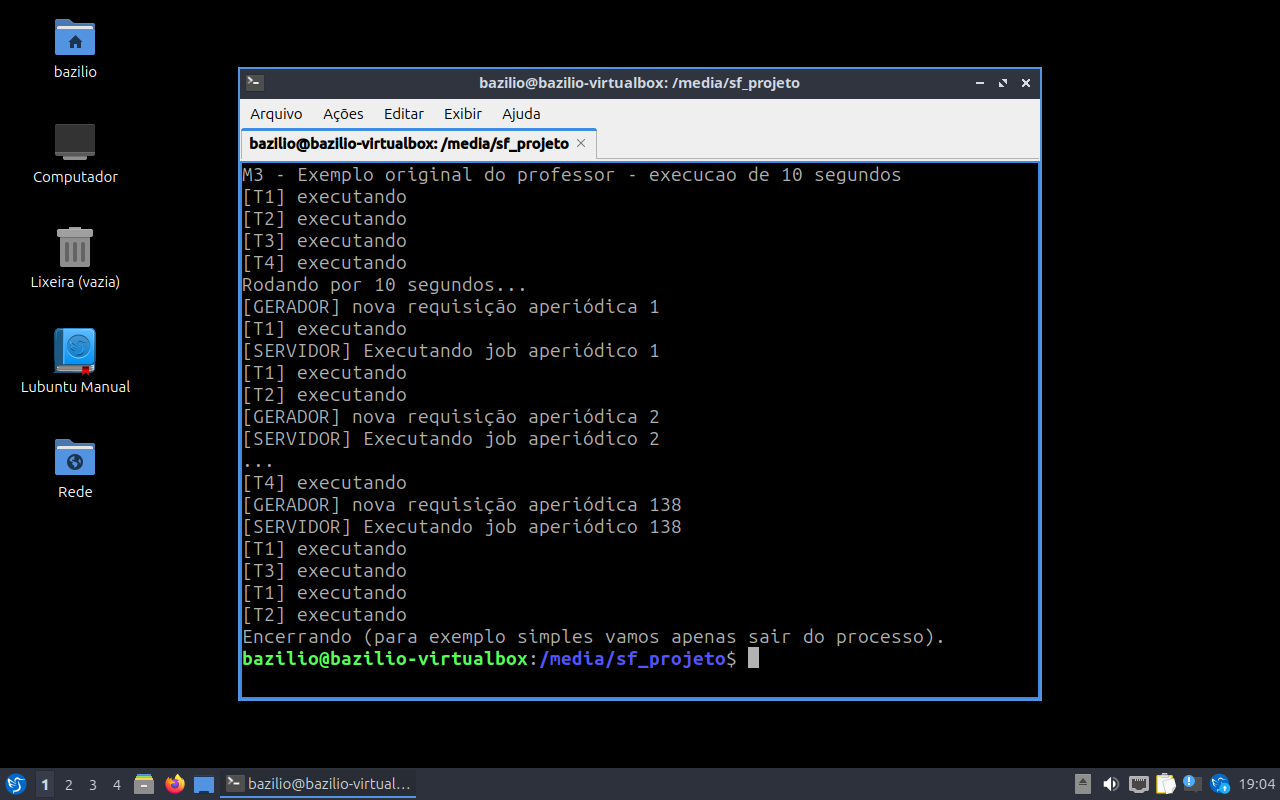 bazilio
Computador
Lixeira (vazia)
Lubuntu Manual
Rede
bazilio@bazilio-virtualbox: /media/sf_projeto
Arquivo Ações Editar Exibir Ajuda
bazilio@bazilio-virtualbox: /media/sf_projeto
M3 - Exemplo original do professor - execucao de 10 segundos
[T1] executando
[T2] executando
[T3] executando
[T4] executando
Rodando por 10 segundos...
[GERADOR] nova requisição aperiódica 1
[T1] executando
[SERVIDOR] Executando job aperiódico 1
[T1] executando
[T2] executando
[GERADOR] nova requisição aperiódica 2
[SERVIDOR] Executando job aperiódico 2
...
[T4] executando
[GERADOR] nova requisição aperiódica 138
[SERVIDOR] Executando job aperiódico 138
[T1] executando
[T3] executando
[T1] executando
[T2] executando
Encerrando (para exemplo simples vamos apenas sair do processo).
bazilio@bazilio-virtualbox:/media/sf_projeto$
1 2 3 4 bazilio@bazilio-virtual... 19:04